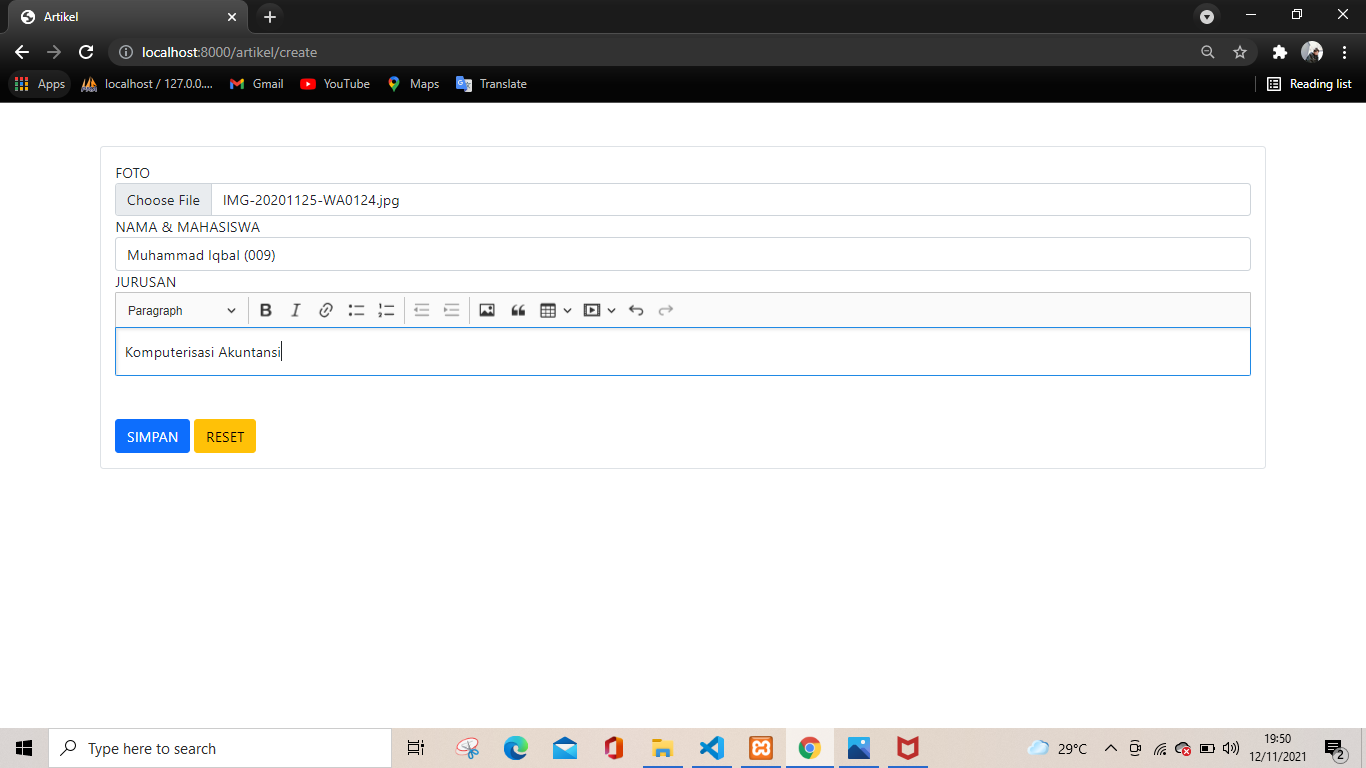 Artikel
localhost:8000/artikel/create
Apps localhost / 127.0.0.... Gmail YouTube Maps Translate Reading list
FOTO
Choose File IMG-20201125-WA0124.jpg
NAMA & MAHASISWA
Muhammad Iqbal (009)
JURUSAN
Paragraph
Komputerisasi Akuntansi
SIMPAN RESET
Type here to search 29°C 19:50
12/11/2021 2